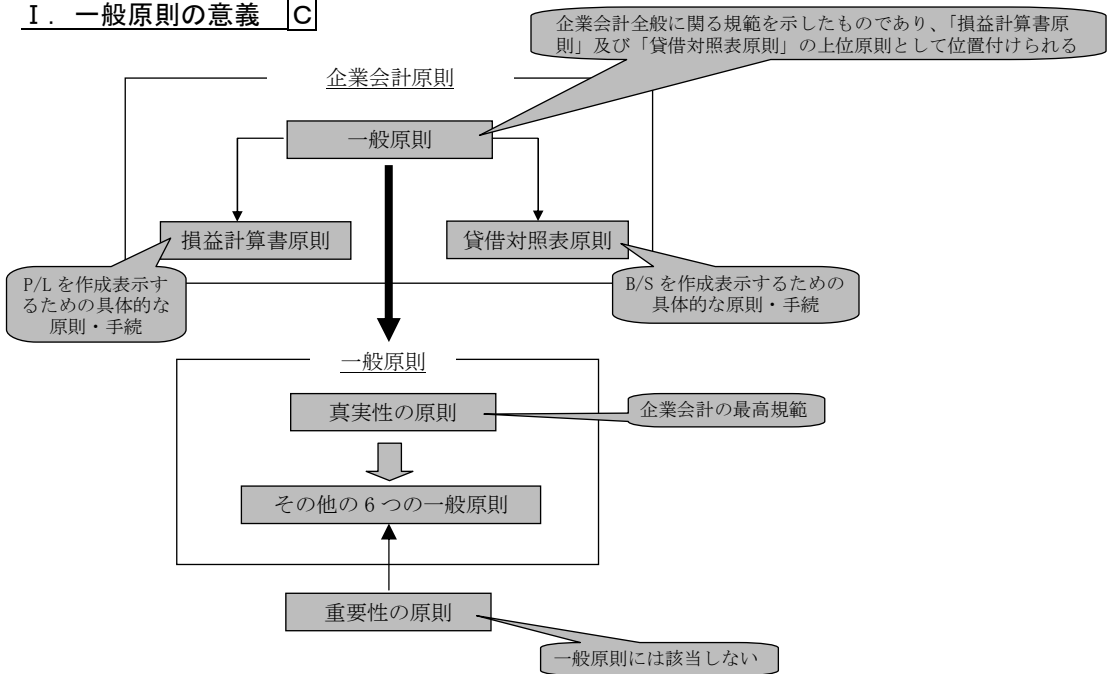 Ⅰ．一般原則の意義 C
企業会計全般に関る規範を示したものであり、「損益計算書原
則」及び「貸借対照表原則」の上位原則として位置付けられる
企業会計原則
一般原則
損益計算書原則
貸借対照表原則
P/L を作成表示す
るための具体的な
原則・手続
B/S を作成表示するための
具体的な原則・手続
一般原則
真実性の原則
企業会計の最高規範
その他の 6 つの一般原則
重要性の原則
一般原則には該当しない